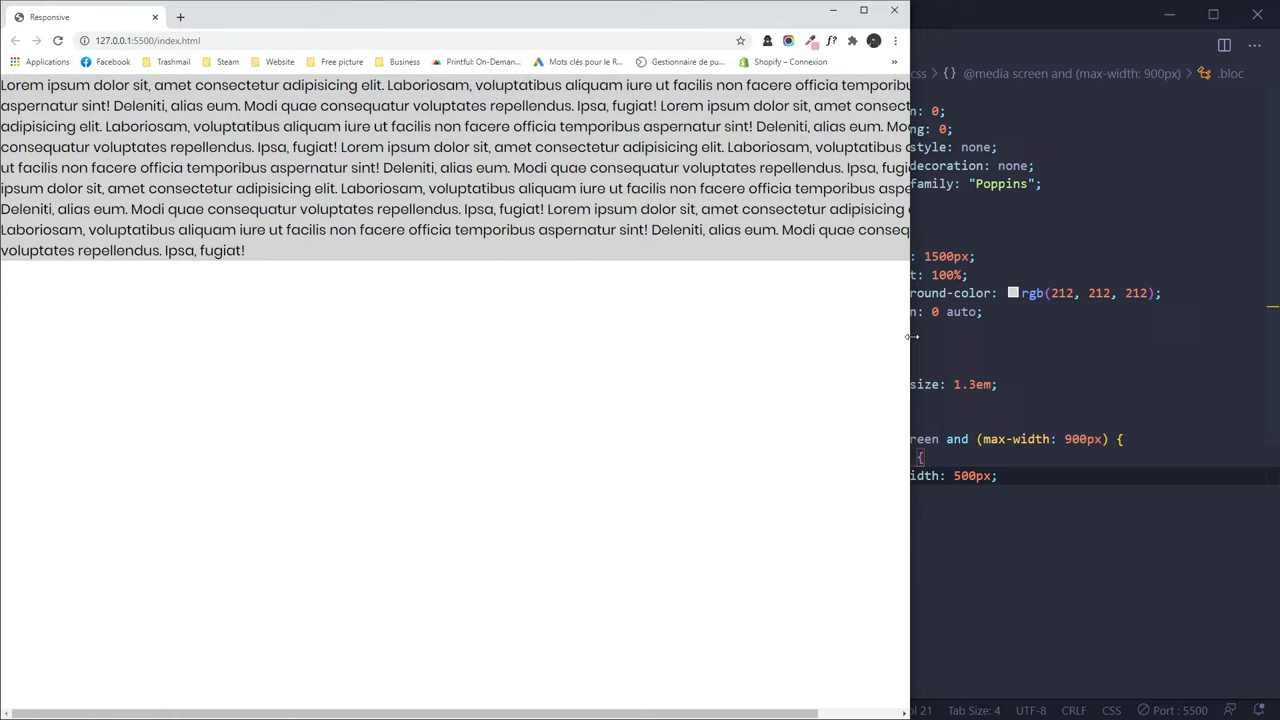 Responsive
127.0.0.1:5500/index.html
Applications Facebook Trashmail Steam Website Free picture Business Printful: On-Deman... Mots clés pour le R... Gestionnaire de pu... Shopify – Connexion »
Lorem ipsum dolor sit, amet consectetur adipisicing elit. Laboriosam, voluptatibus aliquam iure ut facilis non facere officia temporibu
aspernatur sint! Deleniti, alias eum. Modi quae consequatur voluptates repellendus. Ipsa, fugiat! Lorem ipsum dolor sit, amet consect
adipisicing elit. Laboriosam, voluptatibus aliquam iure ut facilis non facere officia temporibus aspernatur sint! Deleniti, alias eum. Mo
consequatur voluptates repellendus. Ipsa, fugiat! Lorem ipsum dolor sit, amet consectetur adipisicing elit. Laboriosam, voluptatibus
ut facilis non facere officia temporibus aspernatur sint! Deleniti, alias eum. Modi quae consequatur voluptates repellendus. Ipsa, fugi
ipsum dolor sit, amet consectetur adipisicing elit. Laboriosam, voluptatibus aliquam iure ut facilis non facere officia temporibus aspe
Deleniti, alias eum. Modi quae consequatur voluptates repellendus. Ipsa, fugiat! Lorem ipsum dolor sit, amet consectetur adipisicing
Laboriosam, voluptatibus aliquam iure ut facilis non facere officia temporibus aspernatur sint! Deleniti, alias eum. Modi quae conseq
voluptates repellendus. Ipsa, fugiat!
css > {} @media screen and (max-width: 900px) > .bloc
n: 0;
ng: 0;
style: none;
decoration: none;
family: "Poppins";
: 1500px;
t: 100%;
round-color: rgb(212, 212, 212);
n: 0 auto;
size: 1.3em;
reen and (max-width: 900px) {
{
idth: 500px;
ol 21 Tab Size: 4 UTF-8 CRLF CSS Port : 5500